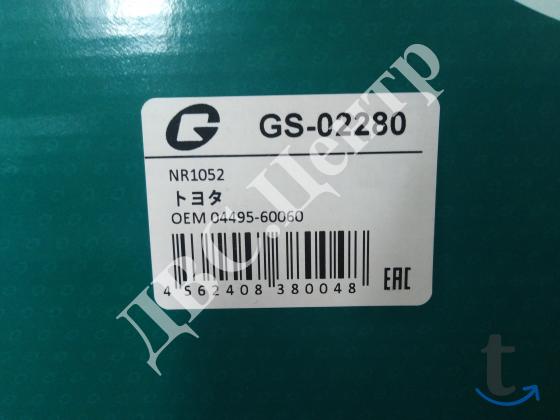 G GS-02280
NR1052
トヨタ
OEM 04495-60060
4 562408 380048
EAC
ДВС.Центр
t